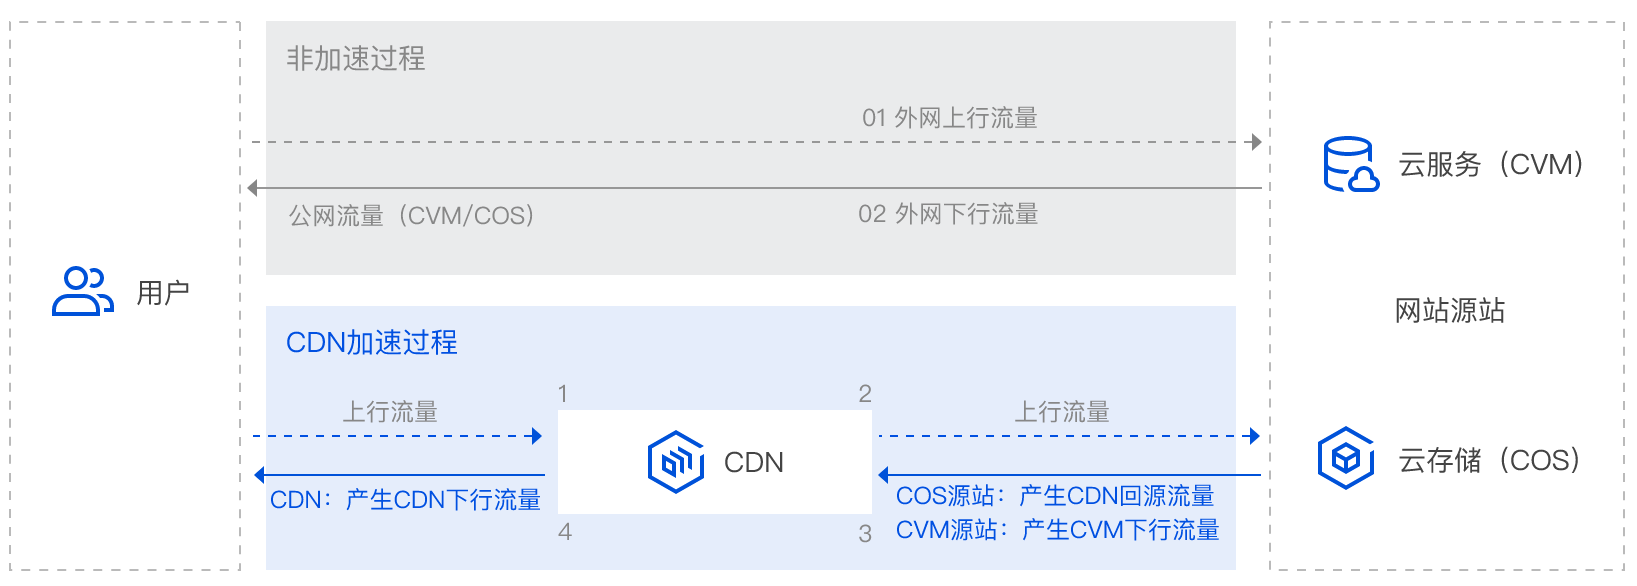 非加速过程
01 外网上行流量
公网流量（CVM/COS）
02 外网下行流量
用户
云服务（CVM）
网站源站
云存储（COS）
CDN加速过程
1
2
上行流量
上行流量
CDN
CDN：产生CDN下行流量
COS源站：产生CDN回源流量
CVM源站：产生CVM下行流量
4
3